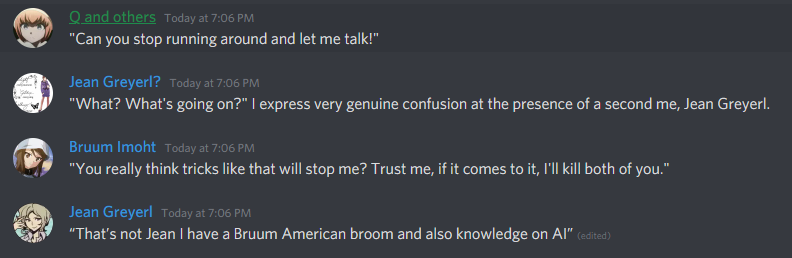 Q and others Today at 7:06 PM
"Can you stop running around and let me talk!"
Jean Greyerl? Today at 7:06 PM
"What? What's going on?" I express very genuine confusion at the presence of a second me, Jean Greyerl.
Bruum Imoht Today at 7:06 PM
"You really think tricks like that will stop me? Trust me, if it comes to it, I'll kill both of you."
Jean Greyerl Today at 7:06 PM
“That’s not Jean I have a Bruum American broom and also knowledge on AI” (edited)